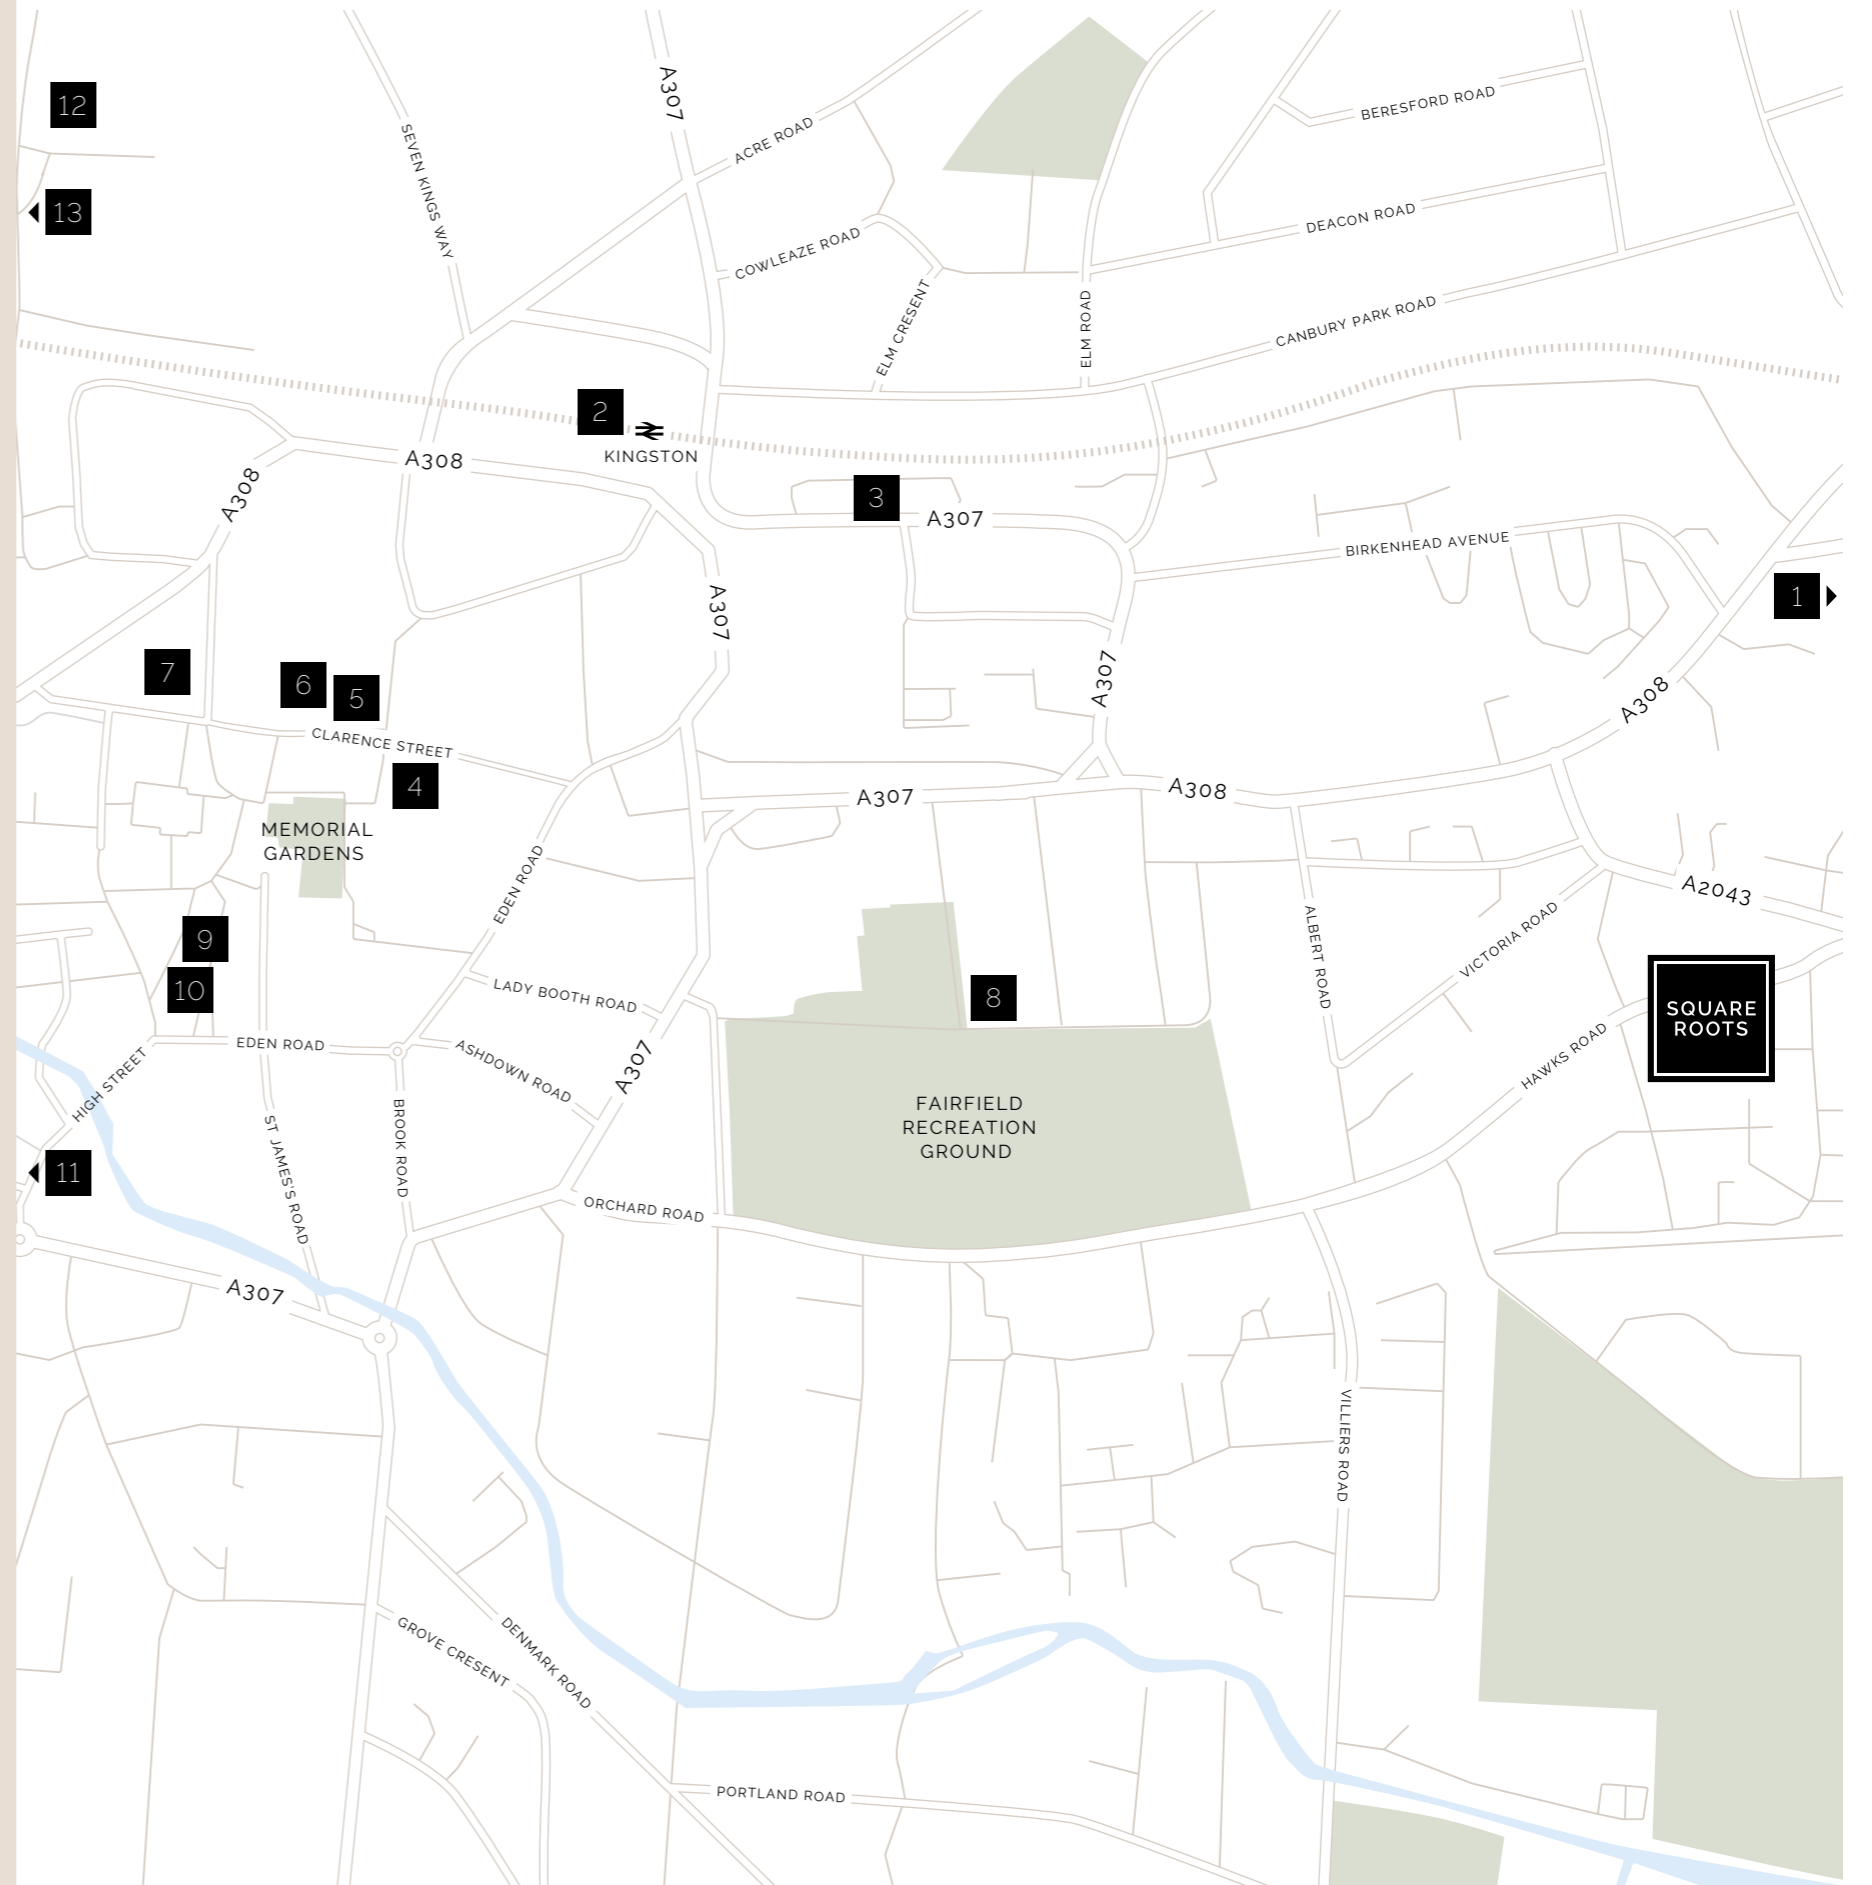 12
13
SEVEN KINGS WAY
A307
ACRE ROAD
COWLEAZE ROAD
ELM CRESENT
ELM ROAD
BERESFORD ROAD
DEACON ROAD
CANBURY PARK ROAD
2
KINGSTON
A308
A308
3
A307
BIRKENHEAD AVENUE
1
A307
A307
A308
7
6
5
CLARENCE STREET
4
A307
A308
MEMORIAL
GARDENS
EDEN ROAD
A2043
ALBERT ROAD
VICTORIA ROAD
9
10
LADY BOOTH ROAD
8
SQUARE
ROOTS
EDEN ROAD
ASHDOWN ROAD
A307
HAWKS ROAD
HIGH STREET
11
ST JAMES'S ROAD
BROOK ROAD
FAIRFIELD
RECREATION
GROUND
ORCHARD ROAD
A307
VILLIERS ROAD
GROVE CRESENT
DENMARK ROAD
PORTLAND ROAD